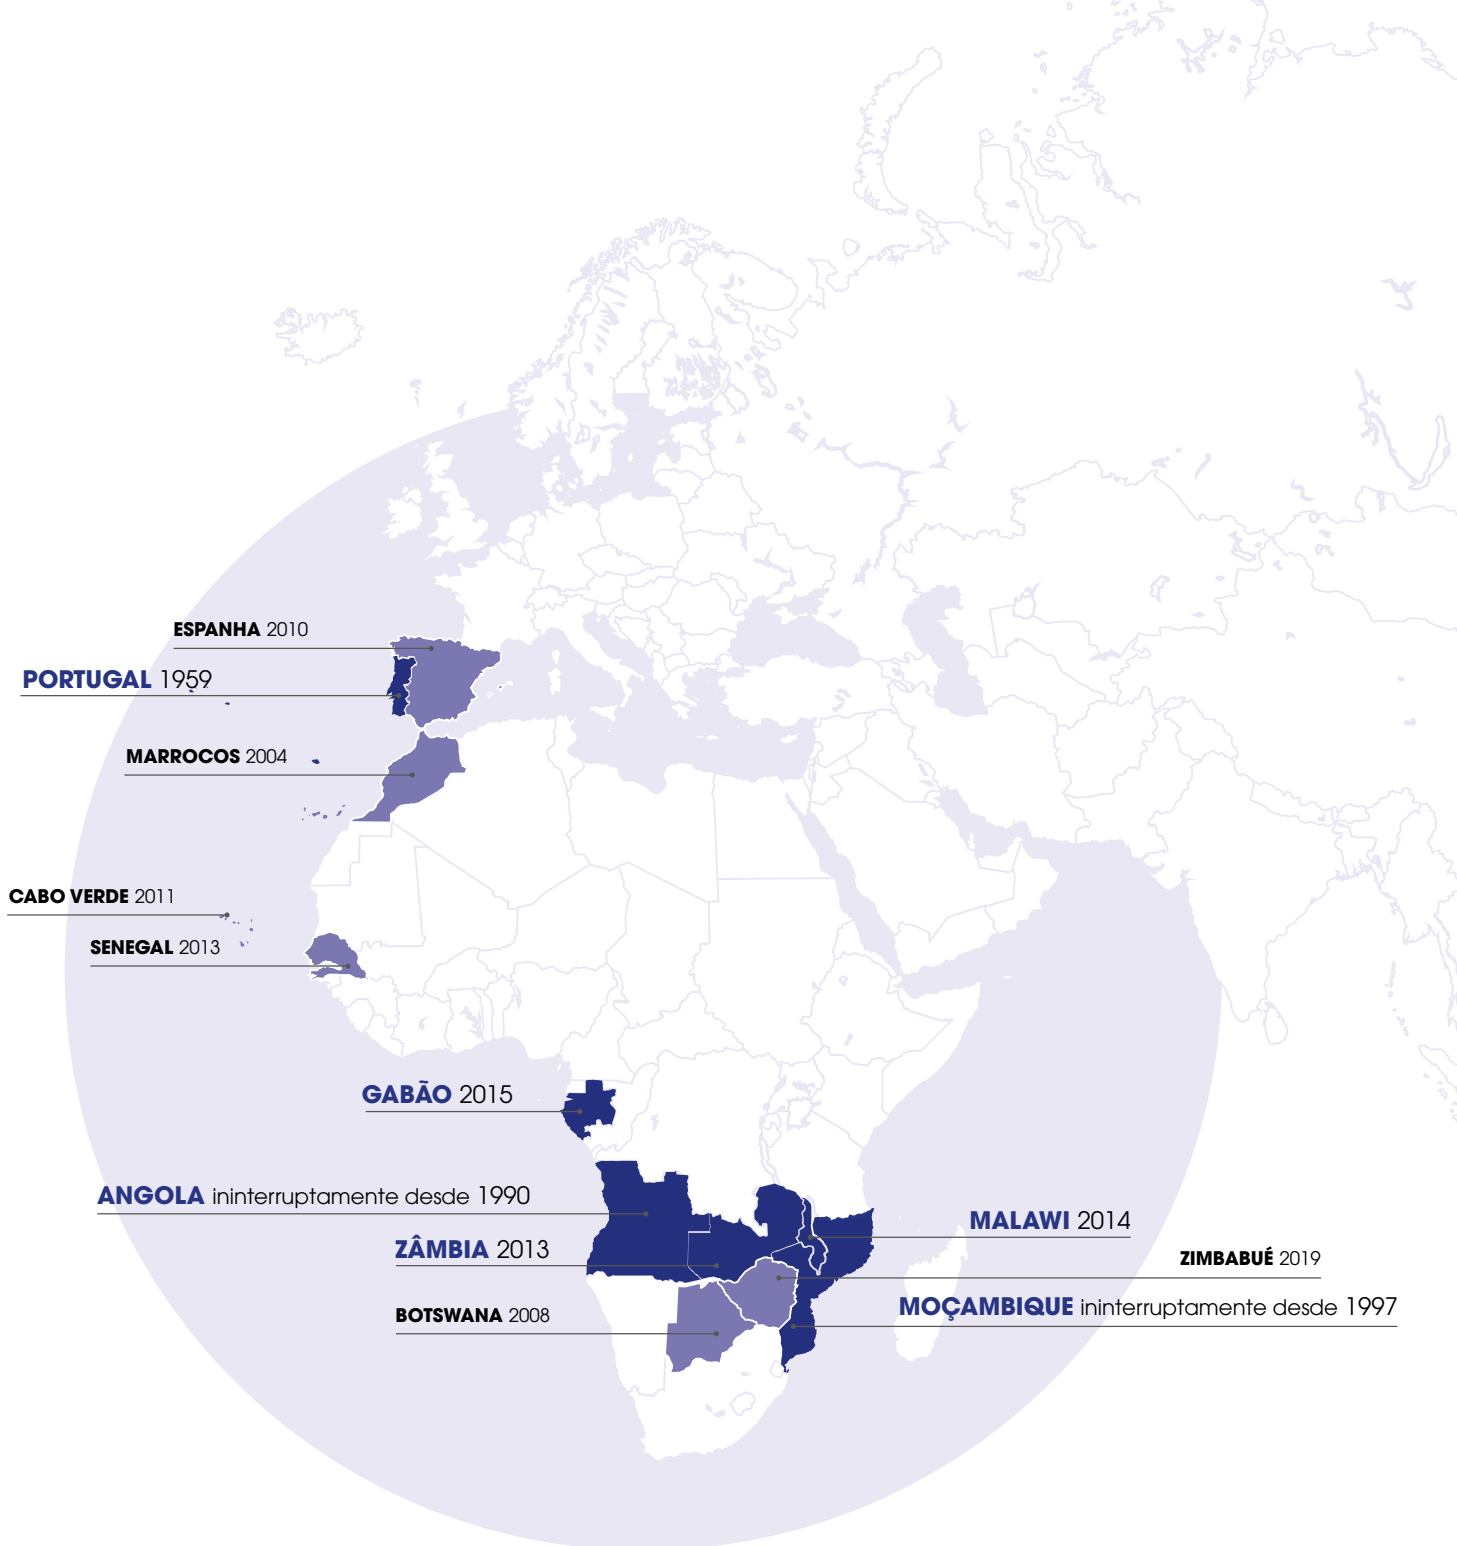 ESPANHA 2010
PORTUGAL 1959
MARROCOS 2004
CABO VERDE 2011
SENEGAL 2013
GABÃO 2015
ANGOLA ininterruptamente desde 1990
MALAWI 2014
ZÂMBIA 2013
ZIMBABUÉ 2019
MOÇAMBIQUE ininterruptamente desde 1997
BOTSWANA 2008